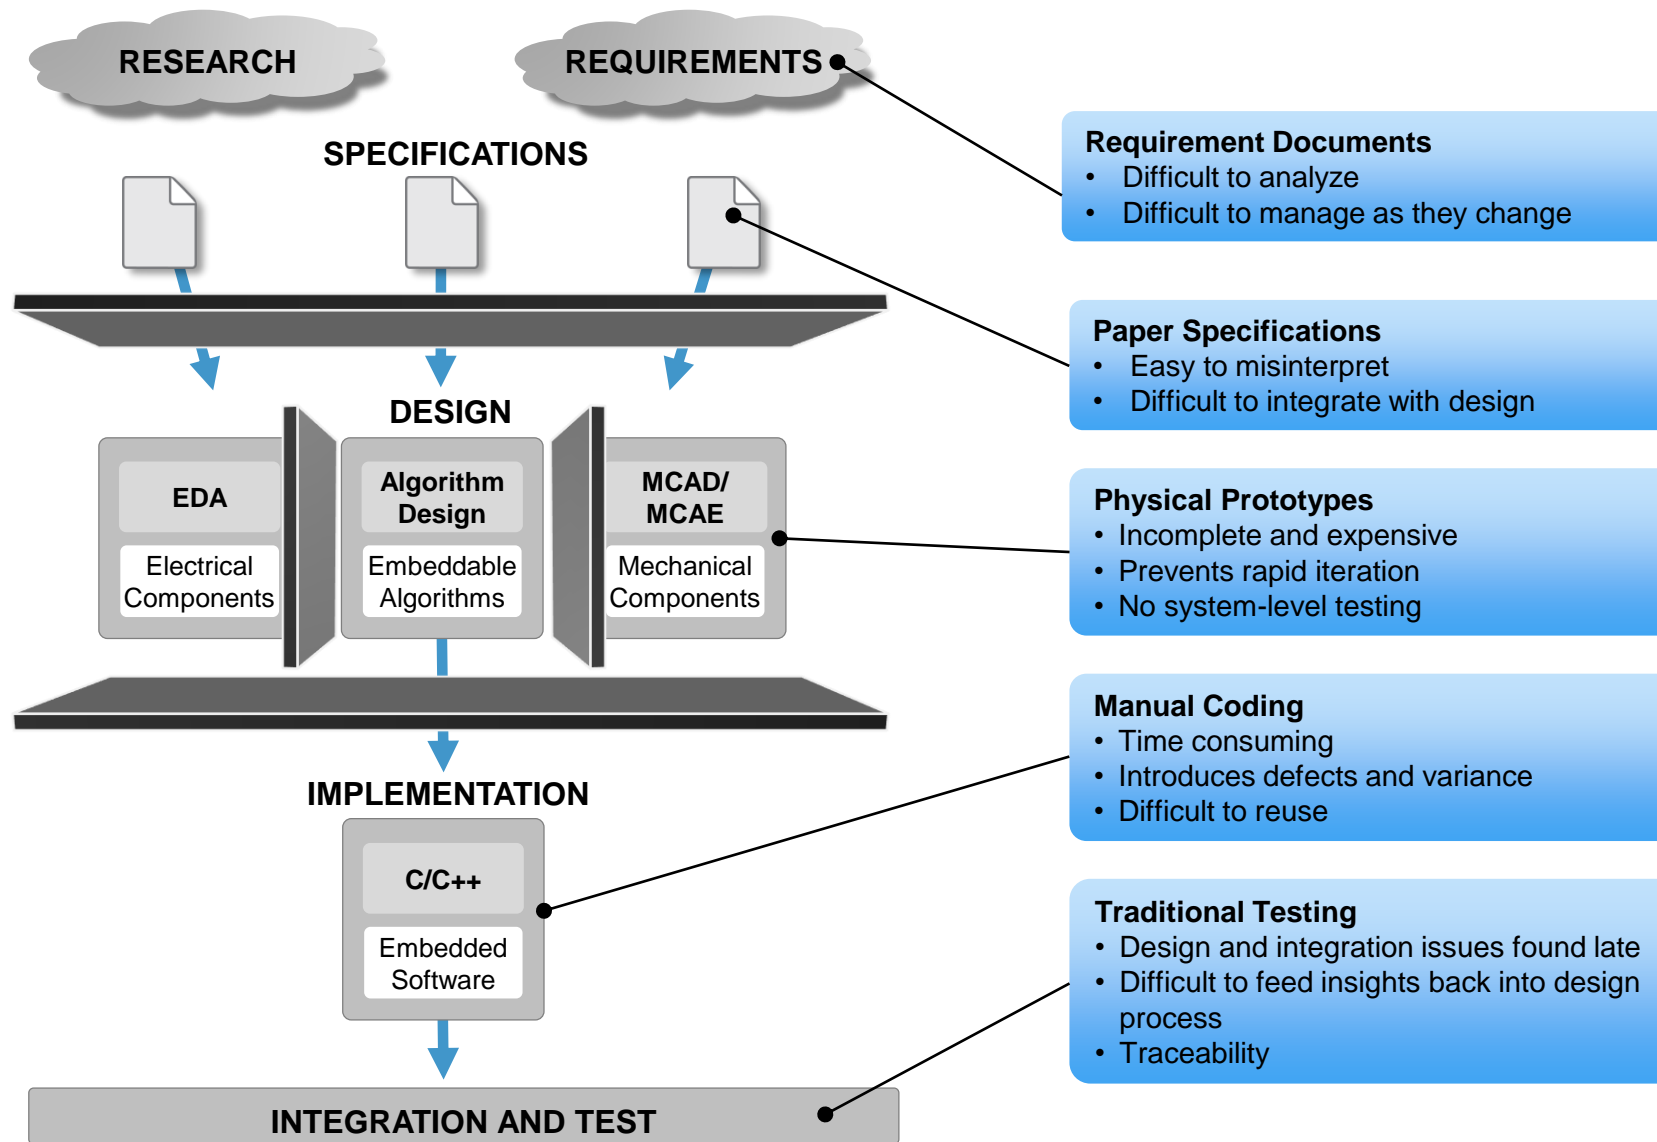 RESEARCH
REQUIREMENTS
SPECIFICATIONS
DESIGN
EDA
Electrical
Components
Algorithm
Design
Embeddable
Algorithms
MCAD/
MCAE
Mechanical
Components
IMPLEMENTATION
C/C++
Embedded
Software
INTEGRATION AND TEST
Requirement Documents
• Difficult to analyze
• Difficult to manage as they change
Paper Specifications
• Easy to misinterpret
• Difficult to integrate with design
Physical Prototypes
• Incomplete and expensive
• Prevents rapid iteration
• No system-level testing
Manual Coding
• Time consuming
• Introduces defects and variance
• Difficult to reuse
Traditional Testing
• Design and integration issues found late
• Difficult to feed insights back into design
process
• Traceability